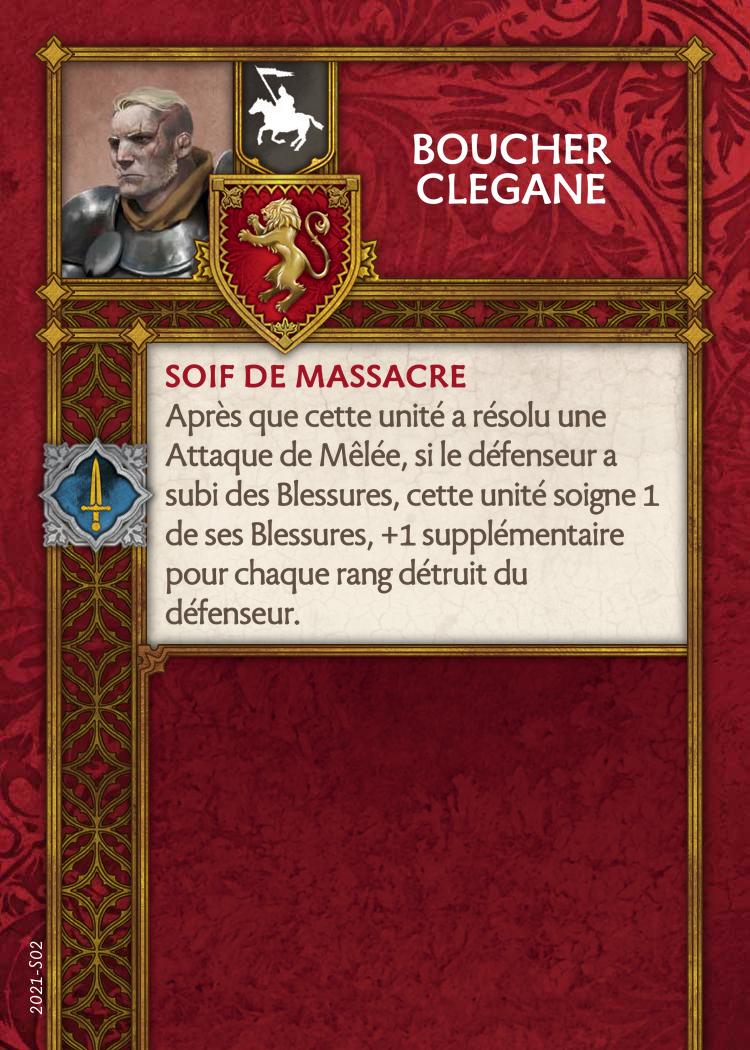 BOUCHER
CLEGANE
SOIF DE MASSACRE
Après que cette unité a résolu une
Attaque de Mêlée, si le défenseur a
subi des Blessures, cette unité soigne 1
de ses Blessures, +1 supplémentaire
pour chaque rang détruit du
défenseur.
2021-S02